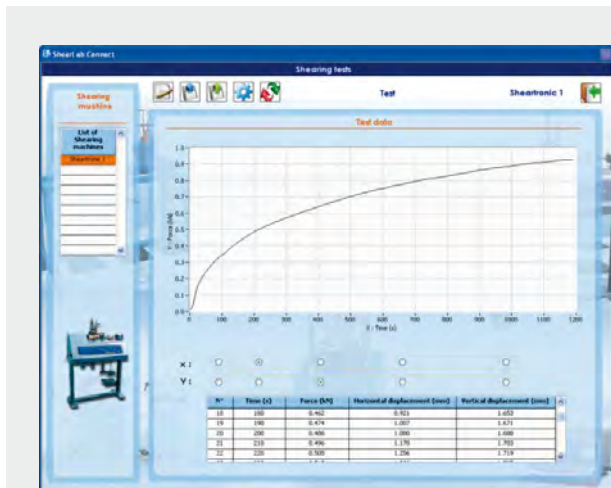 ShearLab Connect
Shearing tests
Shearing machine
Test
Sheartronic 1
List of Shearing machines
Sheartronic 1
Test data
Y : Force (kN)
1.0
0.9
0.8
0.7
0.6
0.5
0.4
0.3
0.2
0.1
0.0
0 100 200 300 400 500 600 700 800 900 1000 1100 1200
X : Time (s)
X :
Y :
N° Time (s) Force (kN) Horizontal displacement (mm) Vertical displacement (mm)
18 180 0.462 0.921 1.653
19 190 0.474 1.007 1.671
20 200 0.486 1.090 1.688
21 210 0.496 1.170 1.703
22 220 0.505 1.256 1.719